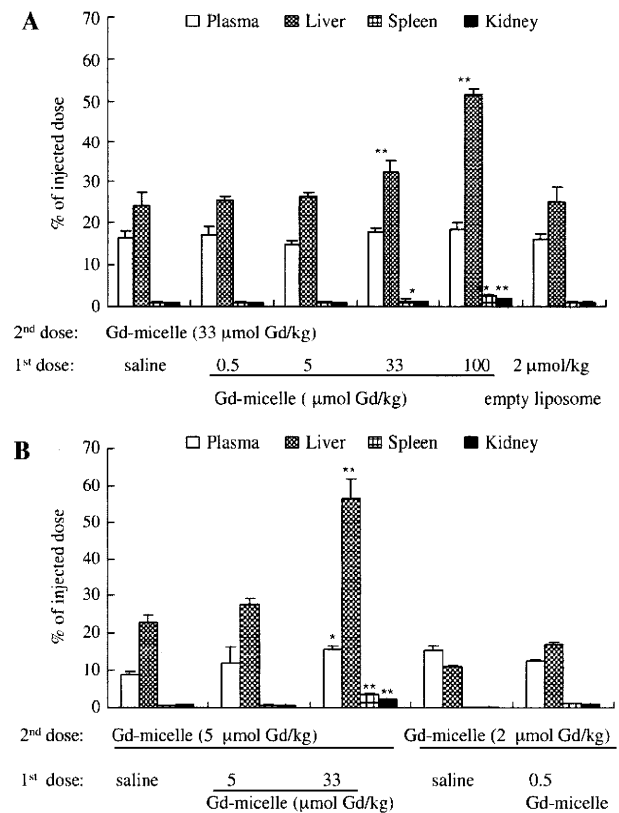 A
Plasma Liver Spleen Kidney
70
60
50
40
30
20
10
0
% of injected dose
** ** * * **
2nd dose: Gd-micelle (33 μmol Gd/kg)
1st dose: saline 0.5 5 33 100 2 μmol/kg
Gd-micelle ( μmol Gd/kg) empty liposome
B
Plasma Liver Spleen Kidney
70
60
50
40
30
20
10
0
% of injected dose
* ** ** **
2nd dose: Gd-micelle (5 μmol Gd/kg) Gd-micelle (2 μmol Gd/kg)
1st dose: saline 5 33 saline 0.5
Gd-micelle (μmol Gd/kg) Gd-micelle